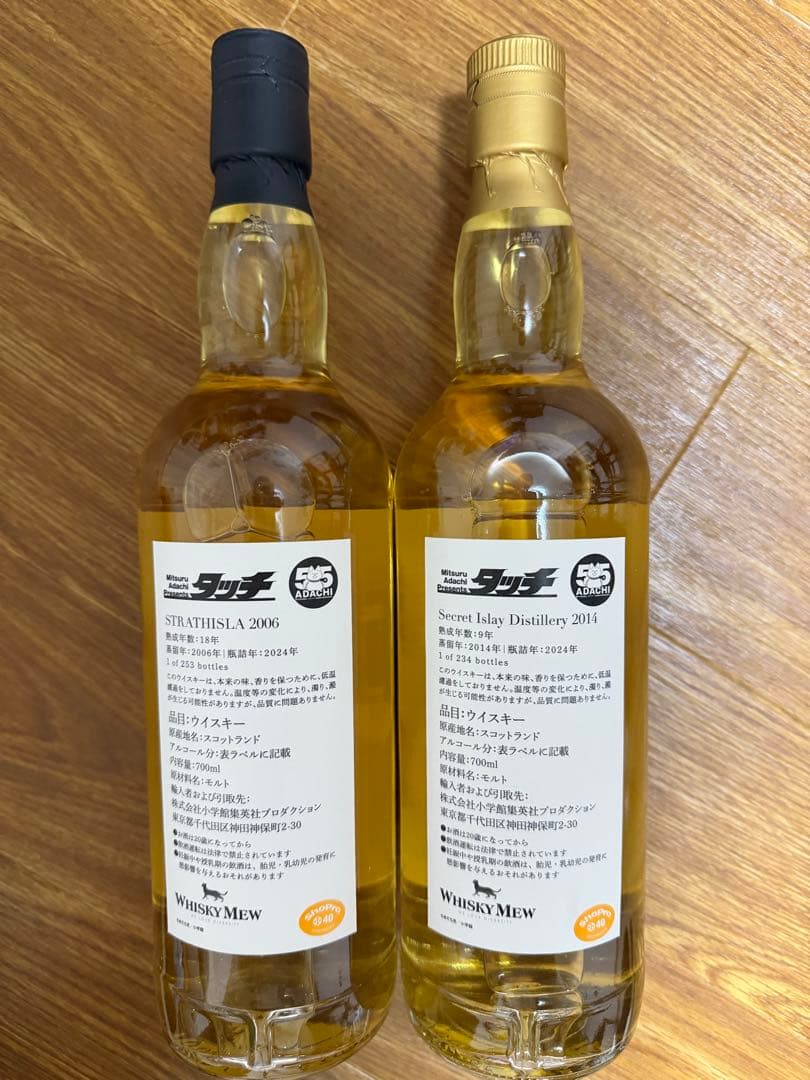 Mitsuru
Adachi
Presents
タッチ
55
ADACHI
STRATHISLA 2006
熟成年数:18年
蒸留年:2006年|瓶詰年:2024年
1 of 253 bottles
このウイスキーは、本来の味、香りを保つために、低温
濾過をしておりません。温度等の変化により、濁り、澱
が生じる可能性がありますが、品質に問題ありません。
品目:ウイスキー
原産地名:スコットランド
アルコール分:表ラベルに記載
内容量:700ml
原材料名:モルト
輸入者および引取先:
株式会社小学館集英社プロダクション
東京都千代田区神田神保町2-30
●お酒は20歳になってから
●飲酒運転は法律で禁止されています
●妊娠中や授乳期の飲酒は、胎児・乳幼児の発育に
悪影響を与えるおそれがあります
WHISKY MEW
WE LOVE DIVERSITY
ShoPro
40
Mitsuru
Adachi
Presents
タッチ
55
ADACHI
Secret Islay Distillery 2014
熟成年数:9年
蒸留年:2014年|瓶詰年:2024年
1 of 234 bottles
このウイスキーは、本来の味、香りを保つために、低温
濾過をしておりません。温度等の変化により、濁り、澱
が生じる可能性がありますが、品質に問題ありません。
品目:ウイスキー
原産地名:スコットランド
アルコール分:表ラベルに記載
内容量:700ml
原材料名:モルト
輸入者および引取先:
株式会社小学館集英社プロダクション
東京都千代田区神田神保町2-30
●お酒は20歳になってから
●飲酒運転は法律で禁止されています
●妊娠中や授乳期の飲酒は、胎児・乳幼児の発育に
悪影響を与えるおそれがあります
WHISKY MEW
WE LOVE DIVERSITY
ShoPro
40